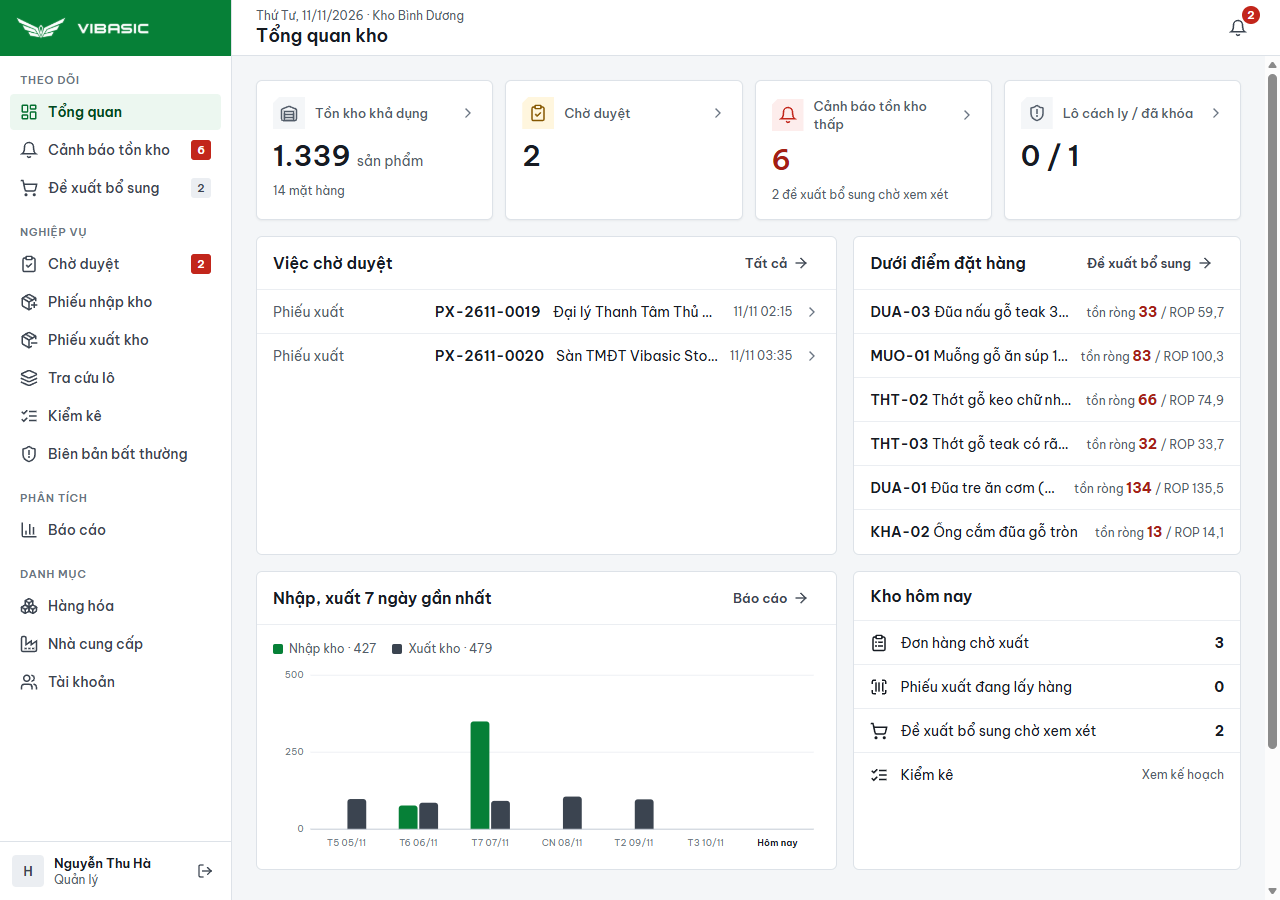 VIBASIC
THEO DÕI
Tổng quan
Cảnh báo tồn kho 6
Đề xuất bổ sung 2
NGHIỆP VỤ
Chờ duyệt 2
Phiếu nhập kho
Phiếu xuất kho
Tra cứu lô
Kiểm kê
Biên bản bất thường
PHÂN TÍCH
Báo cáo
DANH MỤC
Hàng hóa
Nhà cung cấp
Tài khoản
H
Nguyễn Thu Hà
Quản lý
Thứ Tư, 11/11/2026 · Kho Bình Dương
Tổng quan kho
2
Tồn kho khả dụng
1.339 sản phẩm
14 mặt hàng
Chờ duyệt
2
Cảnh báo tồn kho
thấp
6
2 đề xuất bổ sung chờ xem xét
Lô cách ly / đã khóa
0 / 1
Việc chờ duyệt Tất cả
Phiếu xuất PX-2611-0019 Đại lý Thanh Tâm Thủ ... 11/11 02:15
Phiếu xuất PX-2611-0020 Sàn TMĐT Vibasic Sto... 11/11 03:35
Dưới điểm đặt hàng Đề xuất bổ sung
DUA-03 Đũa nấu gỗ teak 3... tồn ròng 33 / ROP 59,7
MUO-01 Muỗng gỗ ăn súp 1... tồn ròng 83 / ROP 100,3
THT-02 Thớt gỗ keo chữ nh... tồn ròng 66 / ROP 74,9
THT-03 Thớt gỗ teak có rã... tồn ròng 32 / ROP 33,7
DUA-01 Đũa tre ăn cơm (... tồn ròng 134 / ROP 135,5
KHA-02 Ống cắm đũa gỗ tròn tồn ròng 13 / ROP 14,1
Nhập, xuất 7 ngày gần nhất Báo cáo
Nhập kho · 427 Xuất kho · 479
500
250
0
T5 05/11 T6 06/11 T7 07/11 CN 08/11 T2 09/11 T3 10/11 Hôm nay
Kho hôm nay
Đơn hàng chờ xuất 3
Phiếu xuất đang lấy hàng 0
Đề xuất bổ sung chờ xem xét 2
Kiểm kê Xem kế hoạch